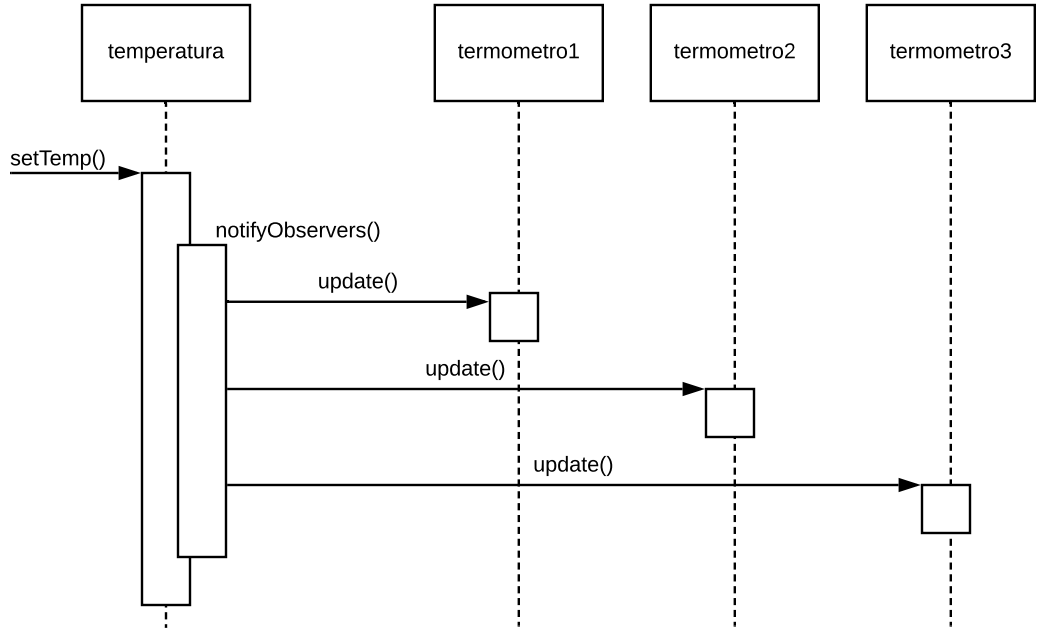 temperatura
termometro1
termometro2
termometro3
setTemp()
notifyObservers()
update()
update()
update()